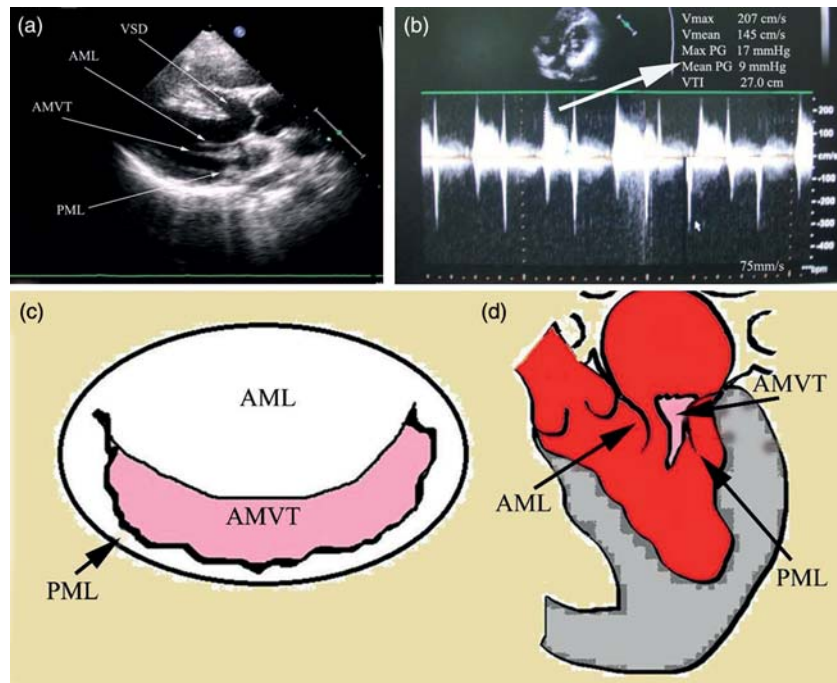 (a)
VSD
AML
AMVT
PML
(b)
Vmax 207 cm/s
Vmean 145 cm/s
Max PG 17 mmHg
Mean PG 9 mmHg
VTI 27.0 cm
200
100
cm/s
-100
-200
-300
-400
75mm/s
bpm
(c)
AML
AMVT
PML
(d)
AMVT
AML
PML